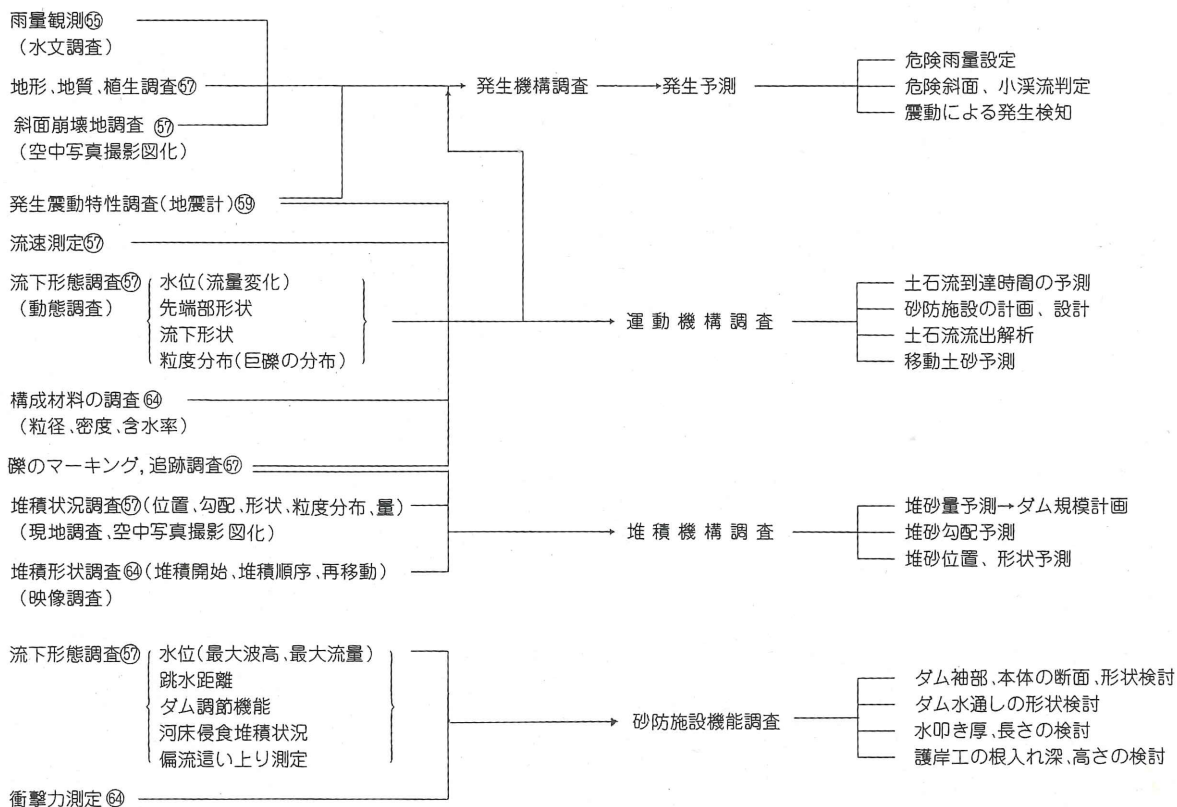 雨量観測㊺
(水文調査)
地形、地質、植生調査57
斜面崩壊地調査 57
(空中写真撮影図化)
発生機構調査
発生予測
危険雨量設定
危険斜面、小渓流判定
震動による発生検知
発生震動特性調査(地震計)59
流速測定57
流下形態調査57
(動態調査)
水位(流量変化)
先端部形状
流下形状
粒度分布(巨礫の分布)
運動機構調査
土石流到達時間の予測
砂防施設の計画、設計
土石流流出解析
移動土砂予測
構成材料の調査64
(粒径、密度、含水率)
礫のマーキング,追跡調査57
堆積状況調査57(位置、勾配、形状、粒度分布、量)
(現地調査、空中写真撮影図化)
堆積形状調査64(堆積開始、堆積順序、再移動)
(映像調査)
堆積機構調査
堆砂量予測→ダム規模計画
堆砂勾配予測
堆砂位置、形状予測
流下形態調査57
水位(最大波高、最大流量)
跳水距離
ダム調節機能
河床侵食堆積状況
偏流這い上り測定
衝撃力測定64
砂防施設機能調査
ダム袖部、本体の断面、形状検討
ダム水通しの形状検討
水叩き厚、長さの検討
護岸工の根入れ深、高さの検討